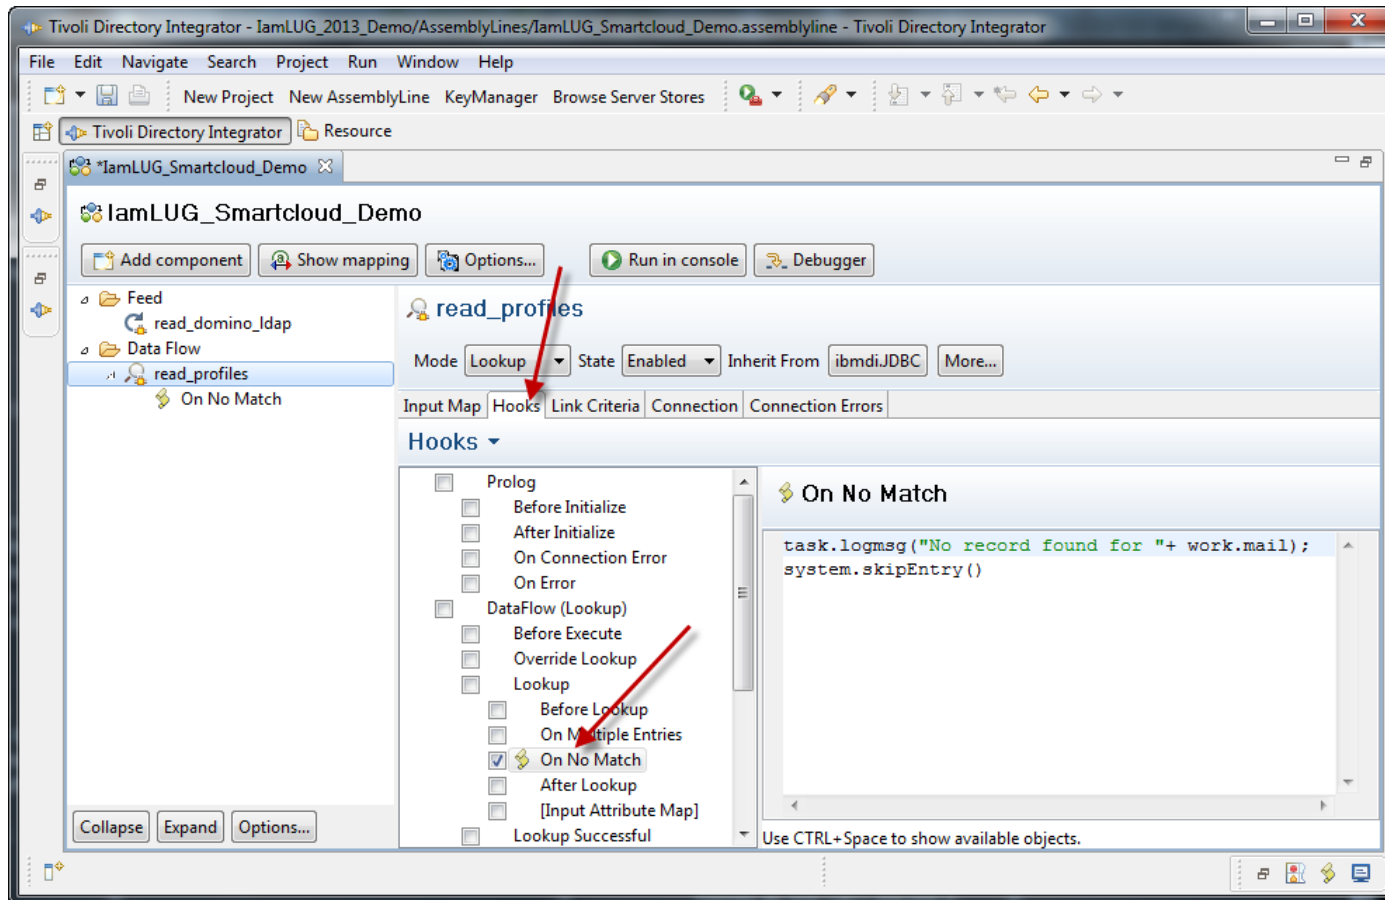 Tivoli Directory Integrator - IamLUG_2013_Demo/AssemblyLines/IamLUG_Smartcloud_Demo.assemblyline - Tivoli Directory Integrator
File Edit Navigate Search Project Run Window Help
New Project New AssemblyLine KeyManager Browse Server Stores
Tivoli Directory Integrator Resource
*IamLUG_Smartcloud_Demo
IamLUG_Smartcloud_Demo
Add component Show mapping Options... Run in console Debugger
Feed
read_domino_ldap
Data Flow
read_profiles
On No Match
Collapse Expand Options...
read_profiles
Mode Lookup State Enabled Inherit From ibmdi.JDBC More...
Input Map Hooks Link Criteria Connection Connection Errors
Hooks
Prolog
Before Initialize
After Initialize
On Connection Error
On Error
DataFlow (Lookup)
Before Execute
Override Lookup
Lookup
Before Lookup
On Multiple Entries
On No Match
After Lookup
[Input Attribute Map]
Lookup Successful
On No Match
task.logmsg("No record found for "+ work.mail);
system.skipEntry()
Use CTRL+Space to show available objects.